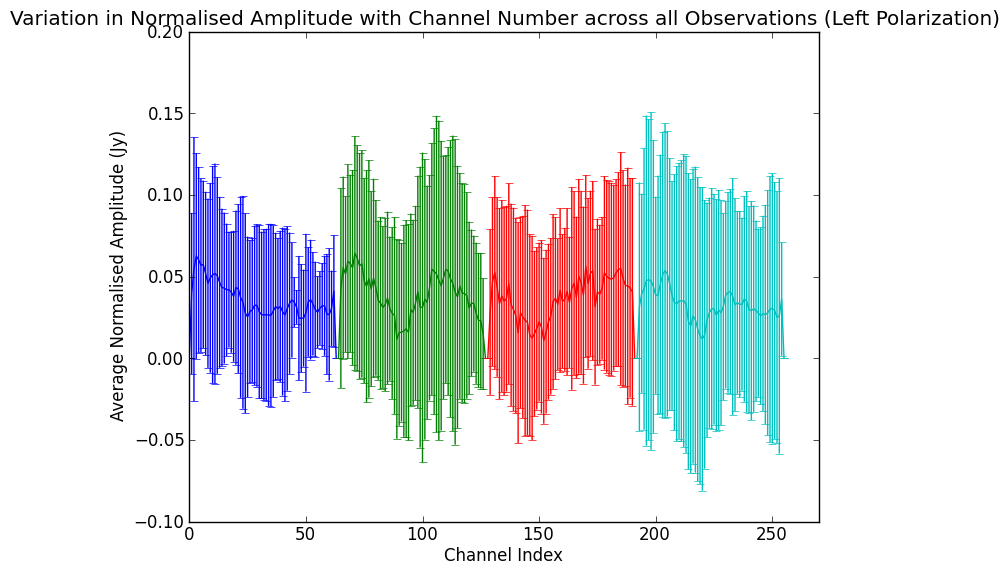 Variation in Normalised Amplitude with Channel Number across all Observations (Left Polarization)
0.20
0.15
0.10
0.05
0.00
−0.05
−0.10
Average Normalised Amplitude (Jy)
0 50 100 150 200 250
Channel Index